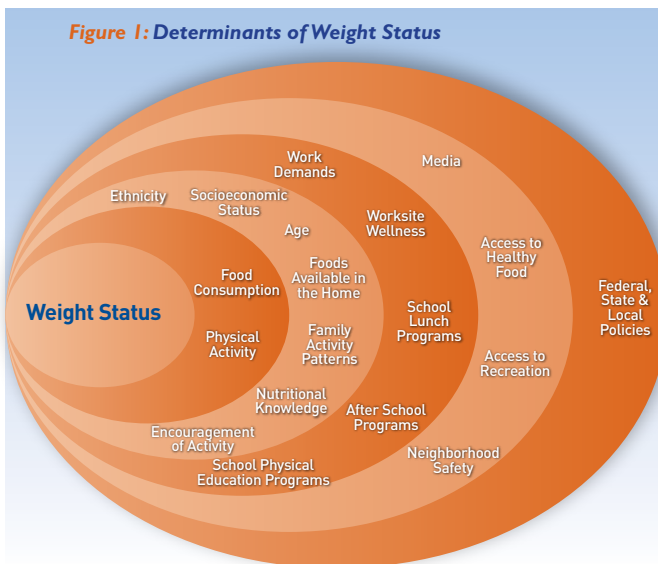 Figure 1: Determinants of Weight Status
Work
Demands
Media
Ethnicity
Socioeconomic
Status
Age
Worksite
Wellness
Access to
Healthy
Food
Food
Consumption
Foods
Available in
the Home
Federal,
State &
Local
Policies
Weight Status
School
Lunch
Programs
Physical
Activity
Family
Activity
Patterns
Access to
Recreation
Nutritional
Knowledge
After School
Programs
Encouragement
of Activity
Neighborhood
Safety
School Physical
Education Programs